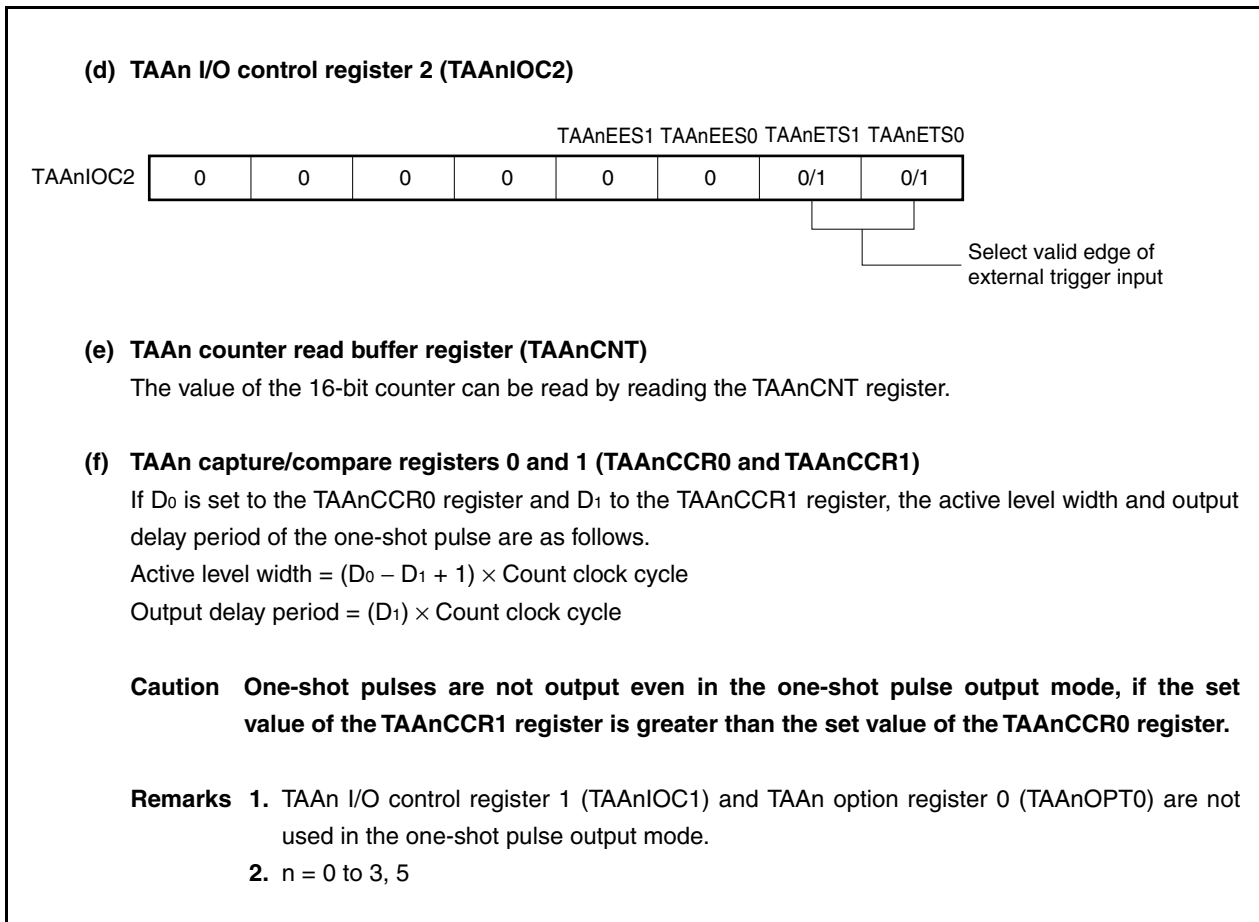 (d) TAAn I/O control register 2 (TAAnIOC2)
TAAnEES1 TAAnEES0 TAAnETS1 TAAnETS0
TAAnIOC2 0 0 0 0 0 0 0/1 0/1
Select valid edge of
external trigger input
(e) TAAn counter read buffer register (TAAnCNT)
The value of the 16-bit counter can be read by reading the TAAnCNT register.
(f) TAAn capture/compare registers 0 and 1 (TAAnCCR0 and TAAnCCR1)
If D0 is set to the TAAnCCR0 register and D1 to the TAAnCCR1 register, the active level width and output
delay period of the one-shot pulse are as follows.
Active level width = (D0 − D1 + 1) × Count clock cycle
Output delay period = (D1) × Count clock cycle
Caution One-shot pulses are not output even in the one-shot pulse output mode, if the set
value of the TAAnCCR1 register is greater than the set value of the TAAnCCR0 register.
Remarks 1. TAAn I/O control register 1 (TAAnIOC1) and TAAn option register 0 (TAAnOPT0) are not
used in the one-shot pulse output mode.
2. n = 0 to 3, 5